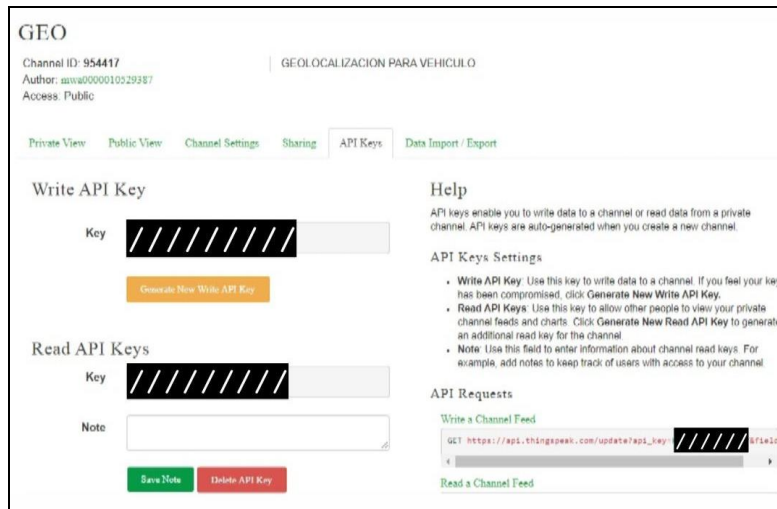 GEO
Channel ID: 954417
GEOLOCALIZACION PARA VEHICULO
Author: mwa0000010529387
Access: Public
Private View Public View Channel Settings Sharing API Keys Data Import / Export
Write API Key
Key
Generate New Write API Key
Read API Keys
Key
Note
Save Note Delete API Key
Help
API keys enable you to write data to a channel or read data from a private
channel. API keys are auto-generated when you create a new channel.
API Keys Settings
Write API Key: Use this key to write data to a channel. If you feel your key
has been compromised, click Generate New Write API Key.
Read API Keys: Use this key to allow other people to view your private
channel feeds and charts. Click Generate New Read API Key to generate
an additional read key for the channel.
Note: Use this field to enter information about channel read keys. For
example, add notes to keep track of users with access to your channel.
API Requests
Write a Channel Feed
GET https://api.thingspeak.com/update?api_key= &field
Read a Channel Feed